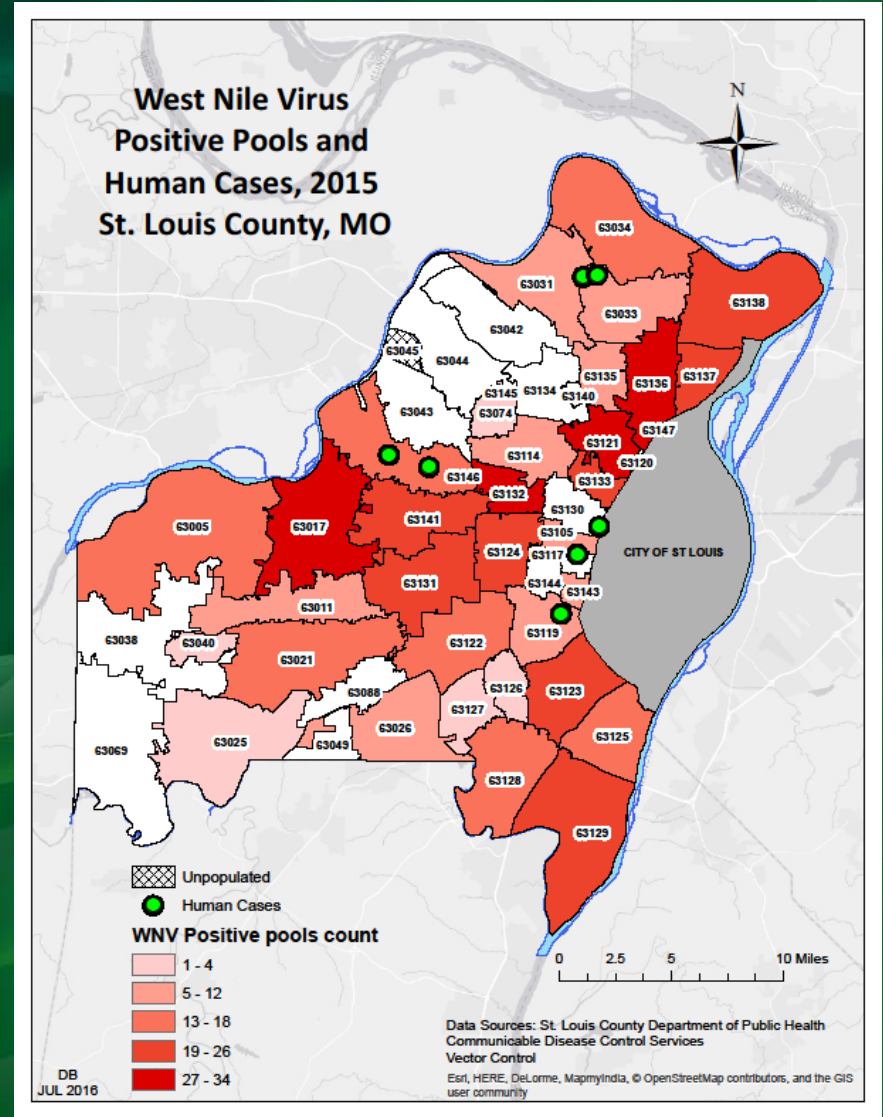 West Nile Virus
Positive Pools and
Human Cases, 2015
St. Louis County, MO
N
63034
63031
63138
63033
63042
63045
63044
63135
63136
63137
63134
63145
63140
63043
63074
63147
63121
63114
63120
63146
63133
63132
63130
63005
63017
63141
63105
63124
63117
CITY OF ST LOUIS
63131
63144
63143
63011
63119
63038
63040
63122
63021
63126
63088
63123
63127
63025
63026
63125
63069
63049
63128
63129
Unpopulated
Human Cases
WNV Positive pools count
1 - 4
5 - 12
13 - 18
19 - 26
27 - 34
0 2.5 5 10 Miles
Data Sources: St. Louis County Department of Public Health
Communicable Disease Control Services
Vector Control
Esri, HERE, DeLorme, MapmyIndia, © OpenStreetMap contributors, and the GIS
user community
DB
JUL 2016